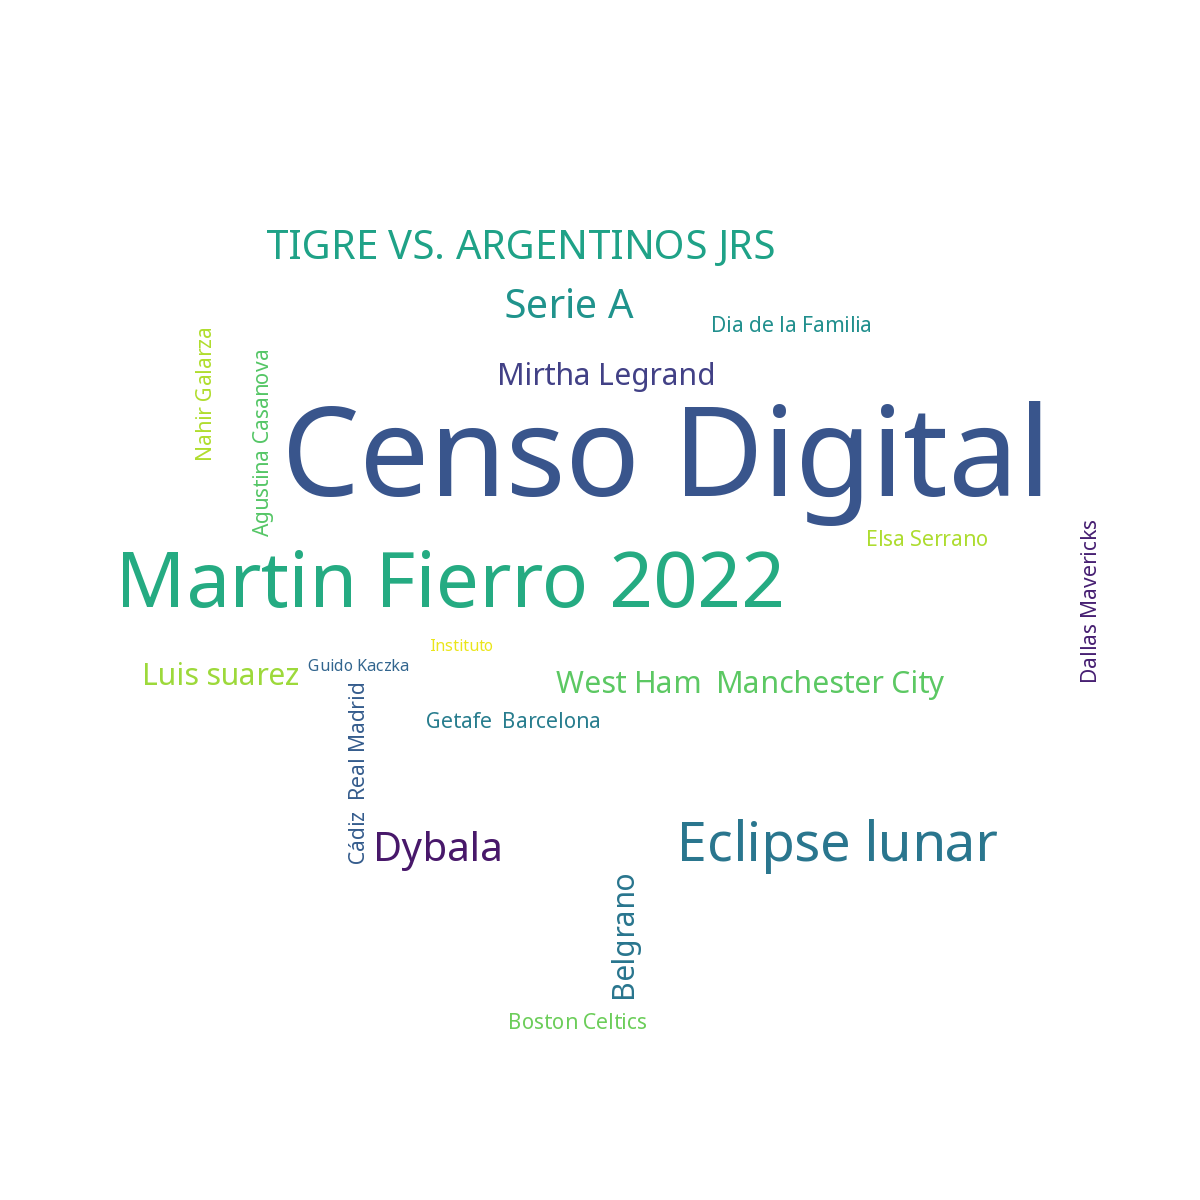 TIGRE VS. ARGENTINOS JRS
Serie A
Dia de la Familia
Nahir Galarza
Agustina Casanova
Mirtha Legrand
Censo Digital
Elsa Serrano
Dallas Mavericks
Martin Fierro 2022
Instituto
Luis suarez
Guido Kaczka
West Ham  Manchester City
Getafe  Barcelona
Cádiz  Real Madrid
Dybala
Eclipse lunar
Belgrano
Boston Celtics